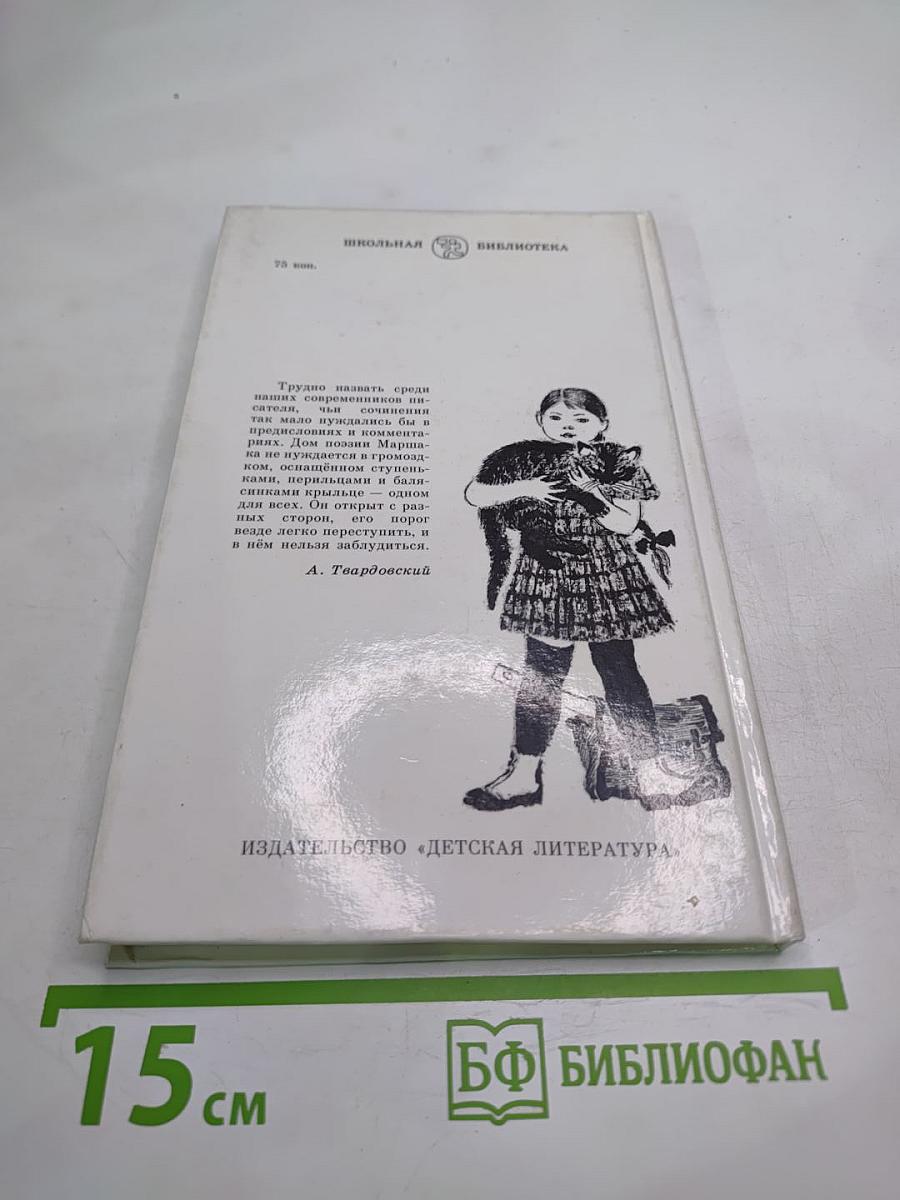 ШКОЛЬНАЯ БИБЛИОТЕКА
75 коп.
Трудно назвать среди
наших современников пи-
сателя, чьи сочинения
так мало нуждались бы в
предисловиях и коммента-
риях. Дом поэзии Марша-
ка не нуждается в громозд-
ком, оснащённом ступень-
ками, перильцами и баля-
синками крыльце — одном
для всех. Он открыт с раз-
ных сторон, его порог
везде легко переступить, и
в нём нельзя заблудиться.
А. Твардовский
ИЗДАТЕЛЬСТВО «ДЕТСКАЯ ЛИТЕРАТУРА»
15 см
БФ БИБЛИОФАН